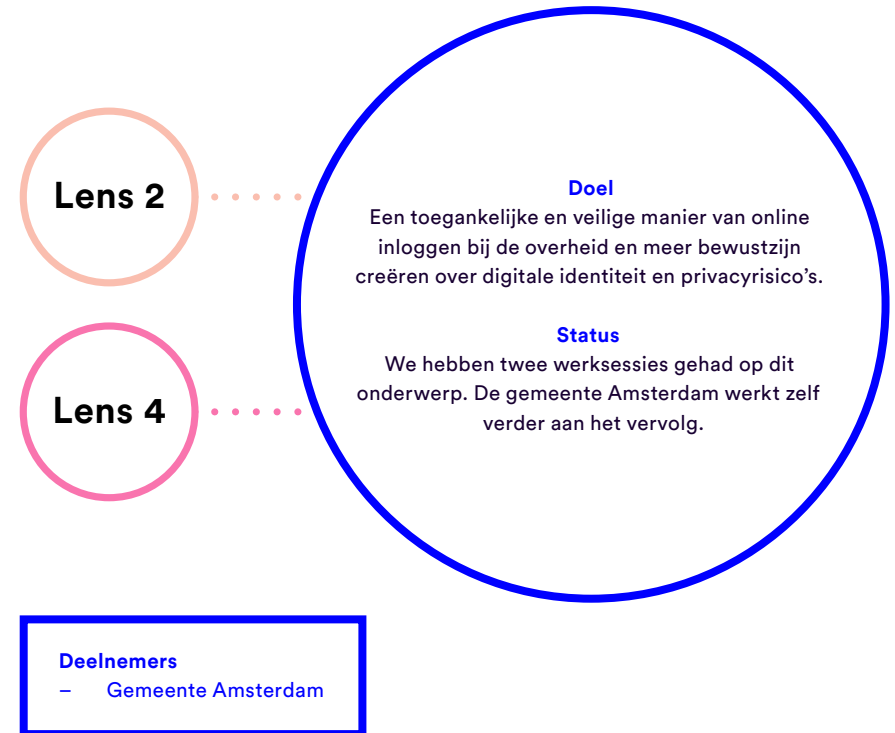 Lens 2
Lens 4
Doel
Een toegankelijke en veilige manier van online
inloggen bij de overheid en meer bewustzijn
creëren over digitale identiteit en privacyrisico’s.
Status
We hebben twee werksessies gehad op dit
onderwerp. De gemeente Amsterdam werkt zelf
verder aan het vervolg.
Deelnemers
– Gemeente Amsterdam